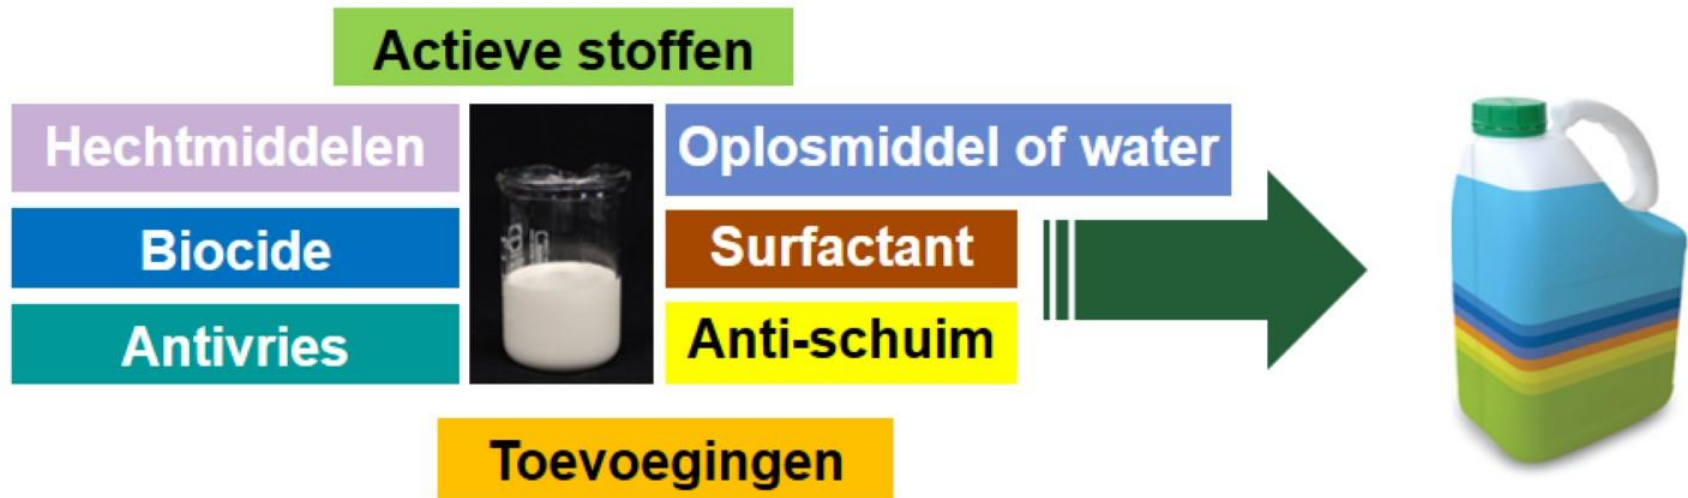 Actieve stoffen
Hechtmiddelen
Oplosmiddel of water
Biocide
Surfactant
Antivries
Anti-schuim
Toevoegingen